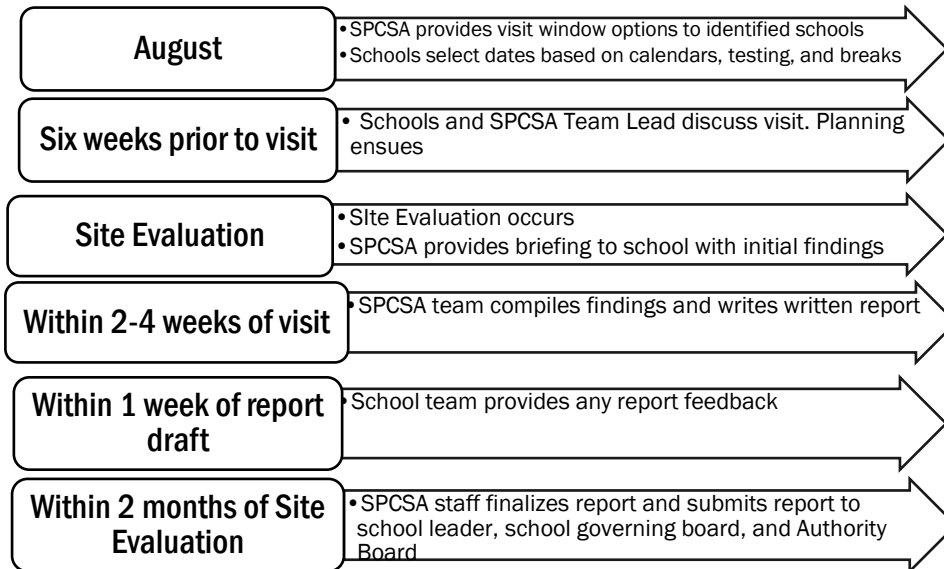 August
•SPCSA provides visit window options to identified schools
•Schools select dates based on calendars, testing, and breaks
Six weeks prior to visit
• Schools and SPCSA Team Lead discuss visit. Planning
ensues
Site Evaluation
•SIte Evaluation occurs
•SPCSA provides briefing to school with initial findings
Within 2-4 weeks of visit
•SPCSA team compiles findings and writes written report
Within 1 week of report
draft
•School team provides any report feedback
Within 2 months of Site
Evaluation
•SPCSA staff finalizes report and submits report to
school leader, school governing board, and Authority
Board